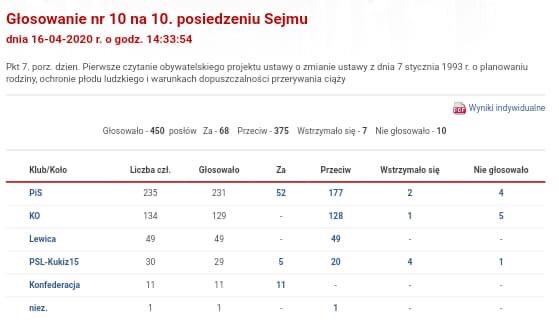 Głosowanie nr 10 na 10. posiedzeniu Sejmu
dnia 16-04-2020 r. o godz. 14:33:54
Pkt 7. porz. dzien. Pierwsze czytanie obywatelskiego projektu ustawy o zmianie ustawy z dnia 7 stycznia 1993 r. o planowaniu
rodziny, ochronie płodu ludzkiego i warunkach dopuszczalności przerywania ciąży
PDF Wyniki indywidualne
Głosowało - 450 posłów Za - 68 Przeciw - 375 Wstrzymało się - 7 Nie głosowało - 10
Klub/Koło Liczba czł. Głosowało Za Przeciw Wstrzymało się Nie głosowało
PiS 235 231 52 177 2 4
KO 134 129 - 128 1 5
Lewica 49 49 - 49 - -
PSL-Kukiz15 30 29 5 20 4 1
Konfederacja 11 11 11 - - -
niez. 1 1 - 1 - -